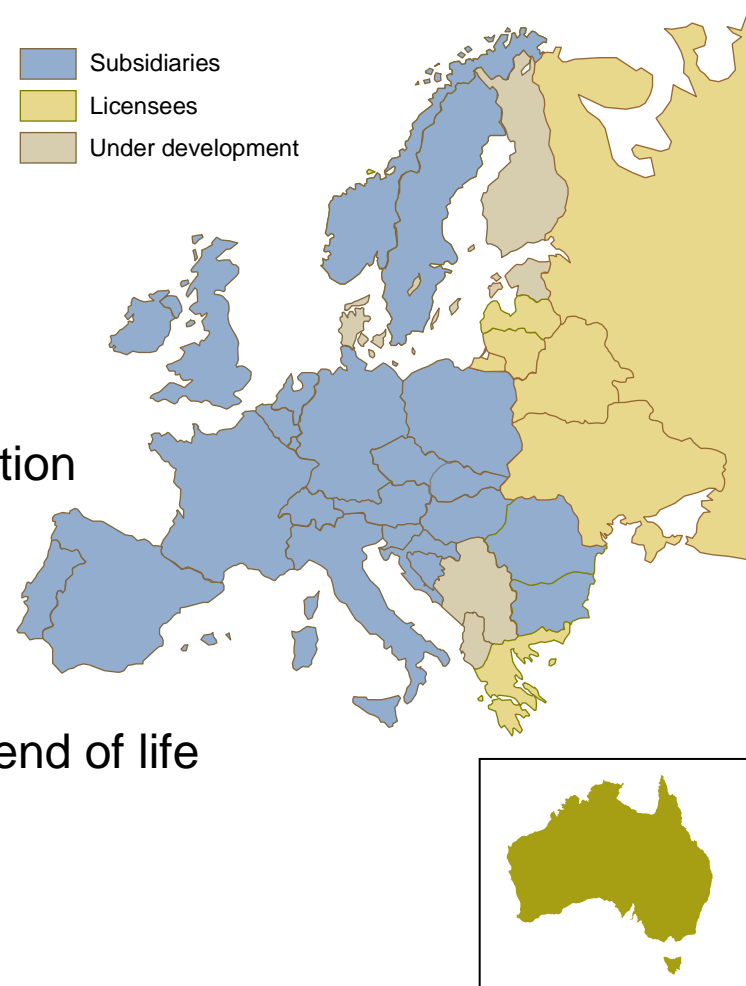 Subsidiaries
Licensees
Under development
tion
end of life